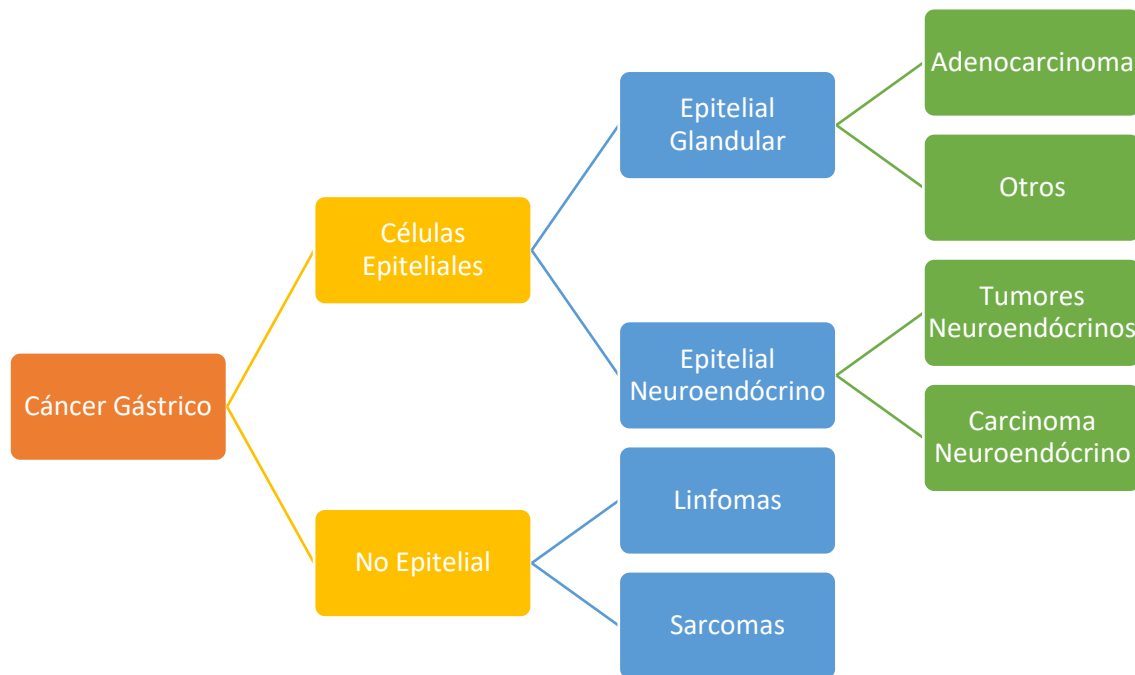 Cáncer Gástrico
Células
Epiteliales
No Epitelial
Epitelial
Glandular
Epitelial
Neuroendócrino
Linfomas
Sarcomas
Adenocarcinoma
Otros
Tumores
Neuroendócrinos
Carcinoma
Neuroendócrino